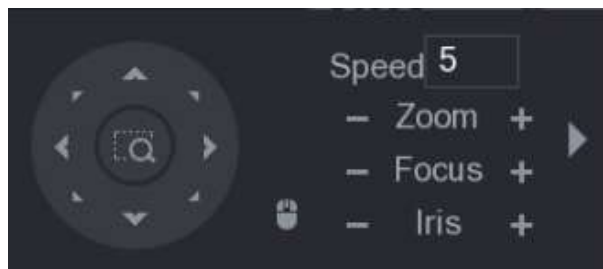 Speed 5
− Zoom +
− Focus +
− Iris +